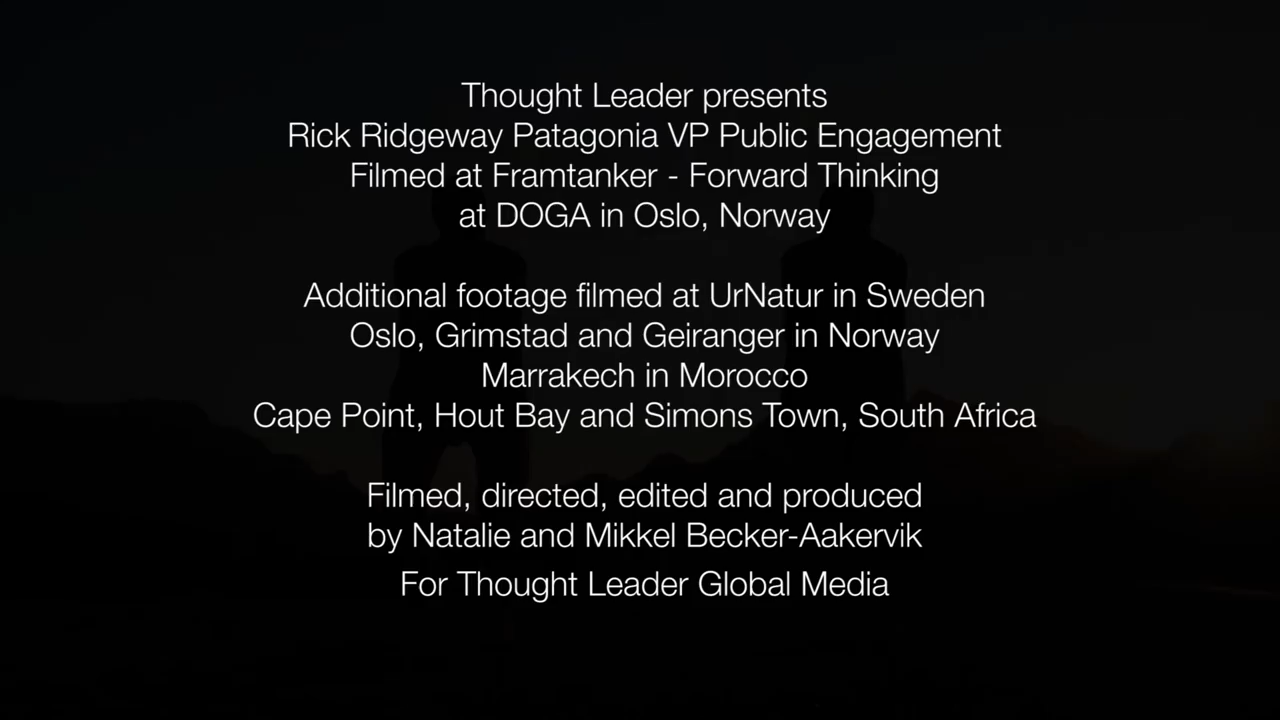 Thought Leader presents
Rick Ridgeway Patagonia VP Public Engagement
Filmed at Framtanker - Forward Thinking
at DOGA in Oslo, Norway
Additional footage filmed at UrNatur in Sweden
Oslo, Grimstad and Geiranger in Norway
Marrakech in Morocco
Cape Point, Hout Bay and Simons Town, South Africa
Filmed, directed, edited and produced
by Natalie and Mikkel Becker-Aakervik
For Thought Leader Global Media